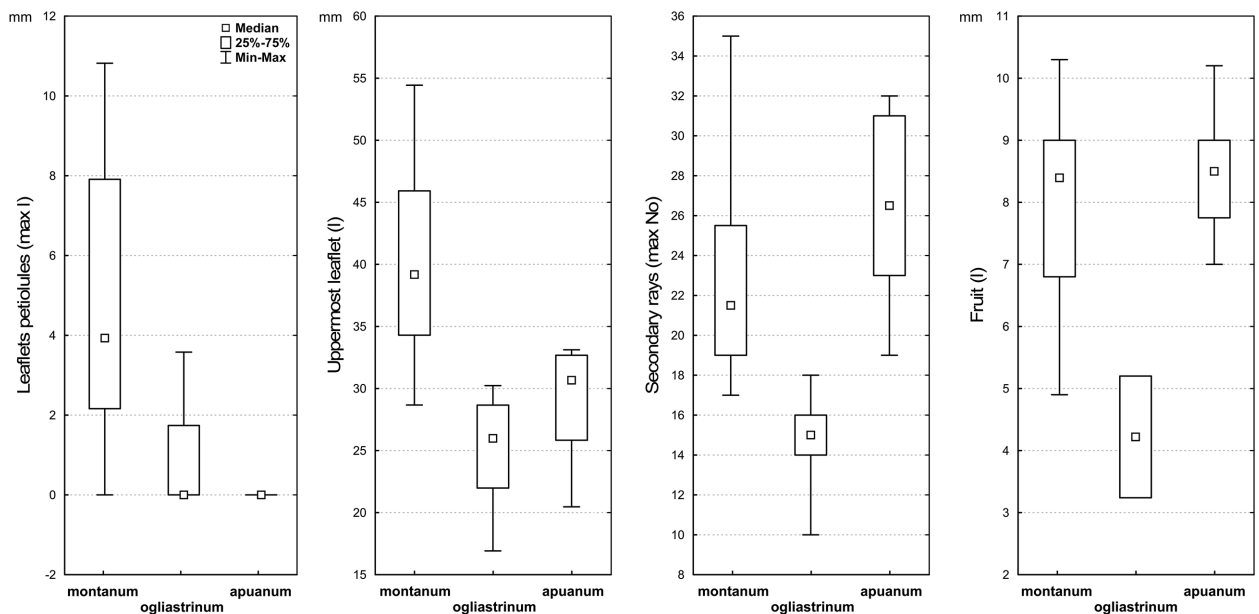 mm
12
10
8
6
4
2
0
-2
Leaflets petiolules (max l)
Median
25%-75%
Min-Max
montanum
ogliastrinum
apuanum
mm
60
55
50
45
40
35
30
25
20
15
Uppermost leaflet (l)
montanum
ogliastrinum
apuanum
36
34
32
30
28
26
24
22
20
18
16
14
12
10
8
Secondary rays (max No)
montanum
ogliastrinum
apuanum
mm
11
10
9
8
7
6
5
4
3
2
Fruit (l)
montanum
ogliastrinum
apuanum